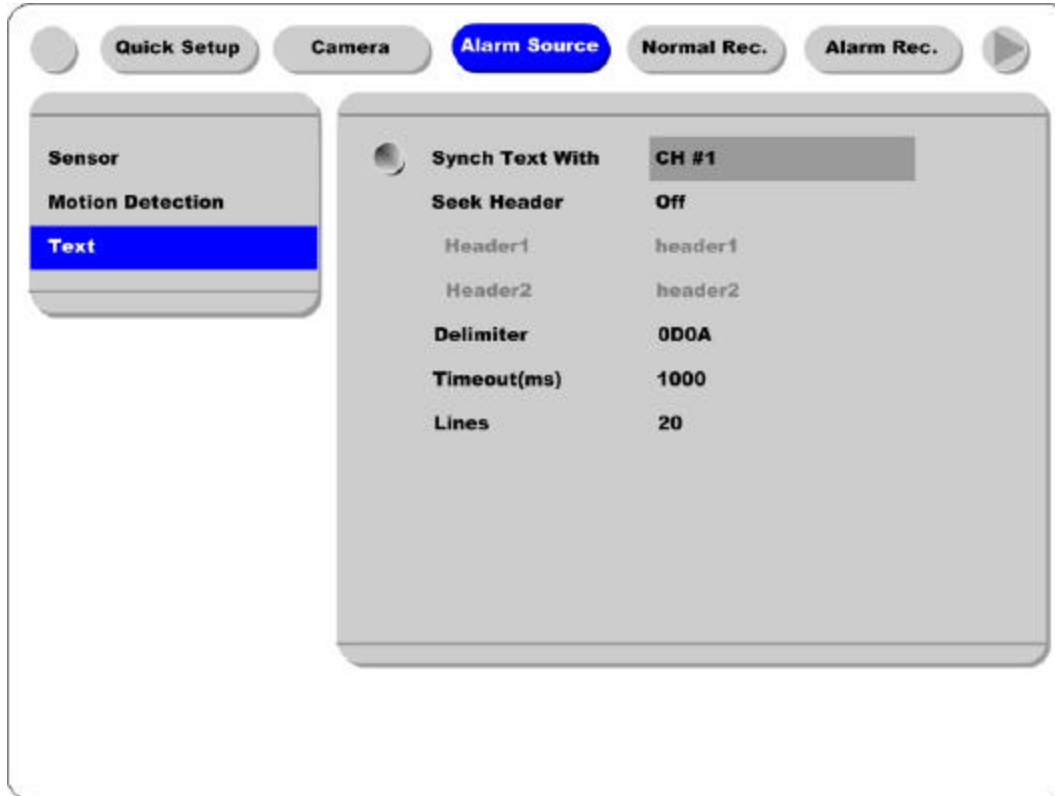 Quick Setup Camera Alarm Source Normal Rec. Alarm Rec.
Sensor
Motion Detection
Text
Synch Text With CH #1
Seek Header Off
Header1 header1
Header2 header2
Delimiter 0D0A
Timeout(ms) 1000
Lines 20